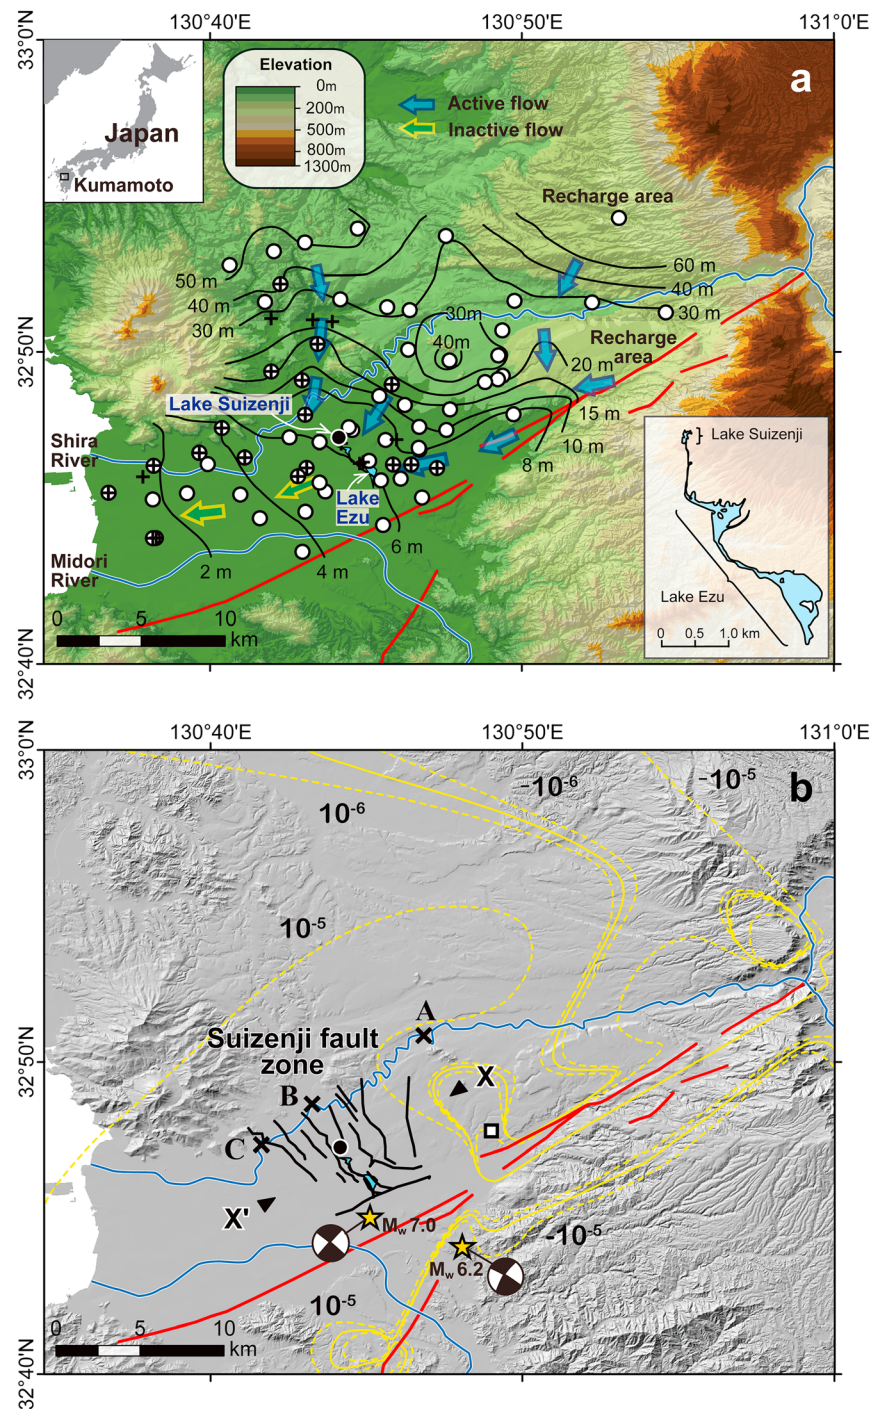 130°40'E 130°50'E 131°0'E
33°0'N
Elevation
0m
200m
500m
800m
1300m
Active flow
Inactive flow
a
Japan
Kumamoto
Recharge area
50 m
40 m
30 m
60 m
40 m
30 m
30m
40m
Recharge
area
20 m
32°50'N
15 m
10 m
8 m
Lake Suizenji
Shira
River
Lake
Ezu
6 m
4 m
2 m
Midori
River
0 5 10
km
Lake Suizenji
Lake Ezu
0 0.5 1.0 km
32°40'N
130°40'E 130°50'E 131°0'E
33°0'N
b
10-6
-10-6
-10-5
10-5
A
Suizenji fault
zone
32°50'N
X
B
C
X'
Mw 7.0
Mw 6.2
-10-5
10-5
0 5 10
km
32°40'N